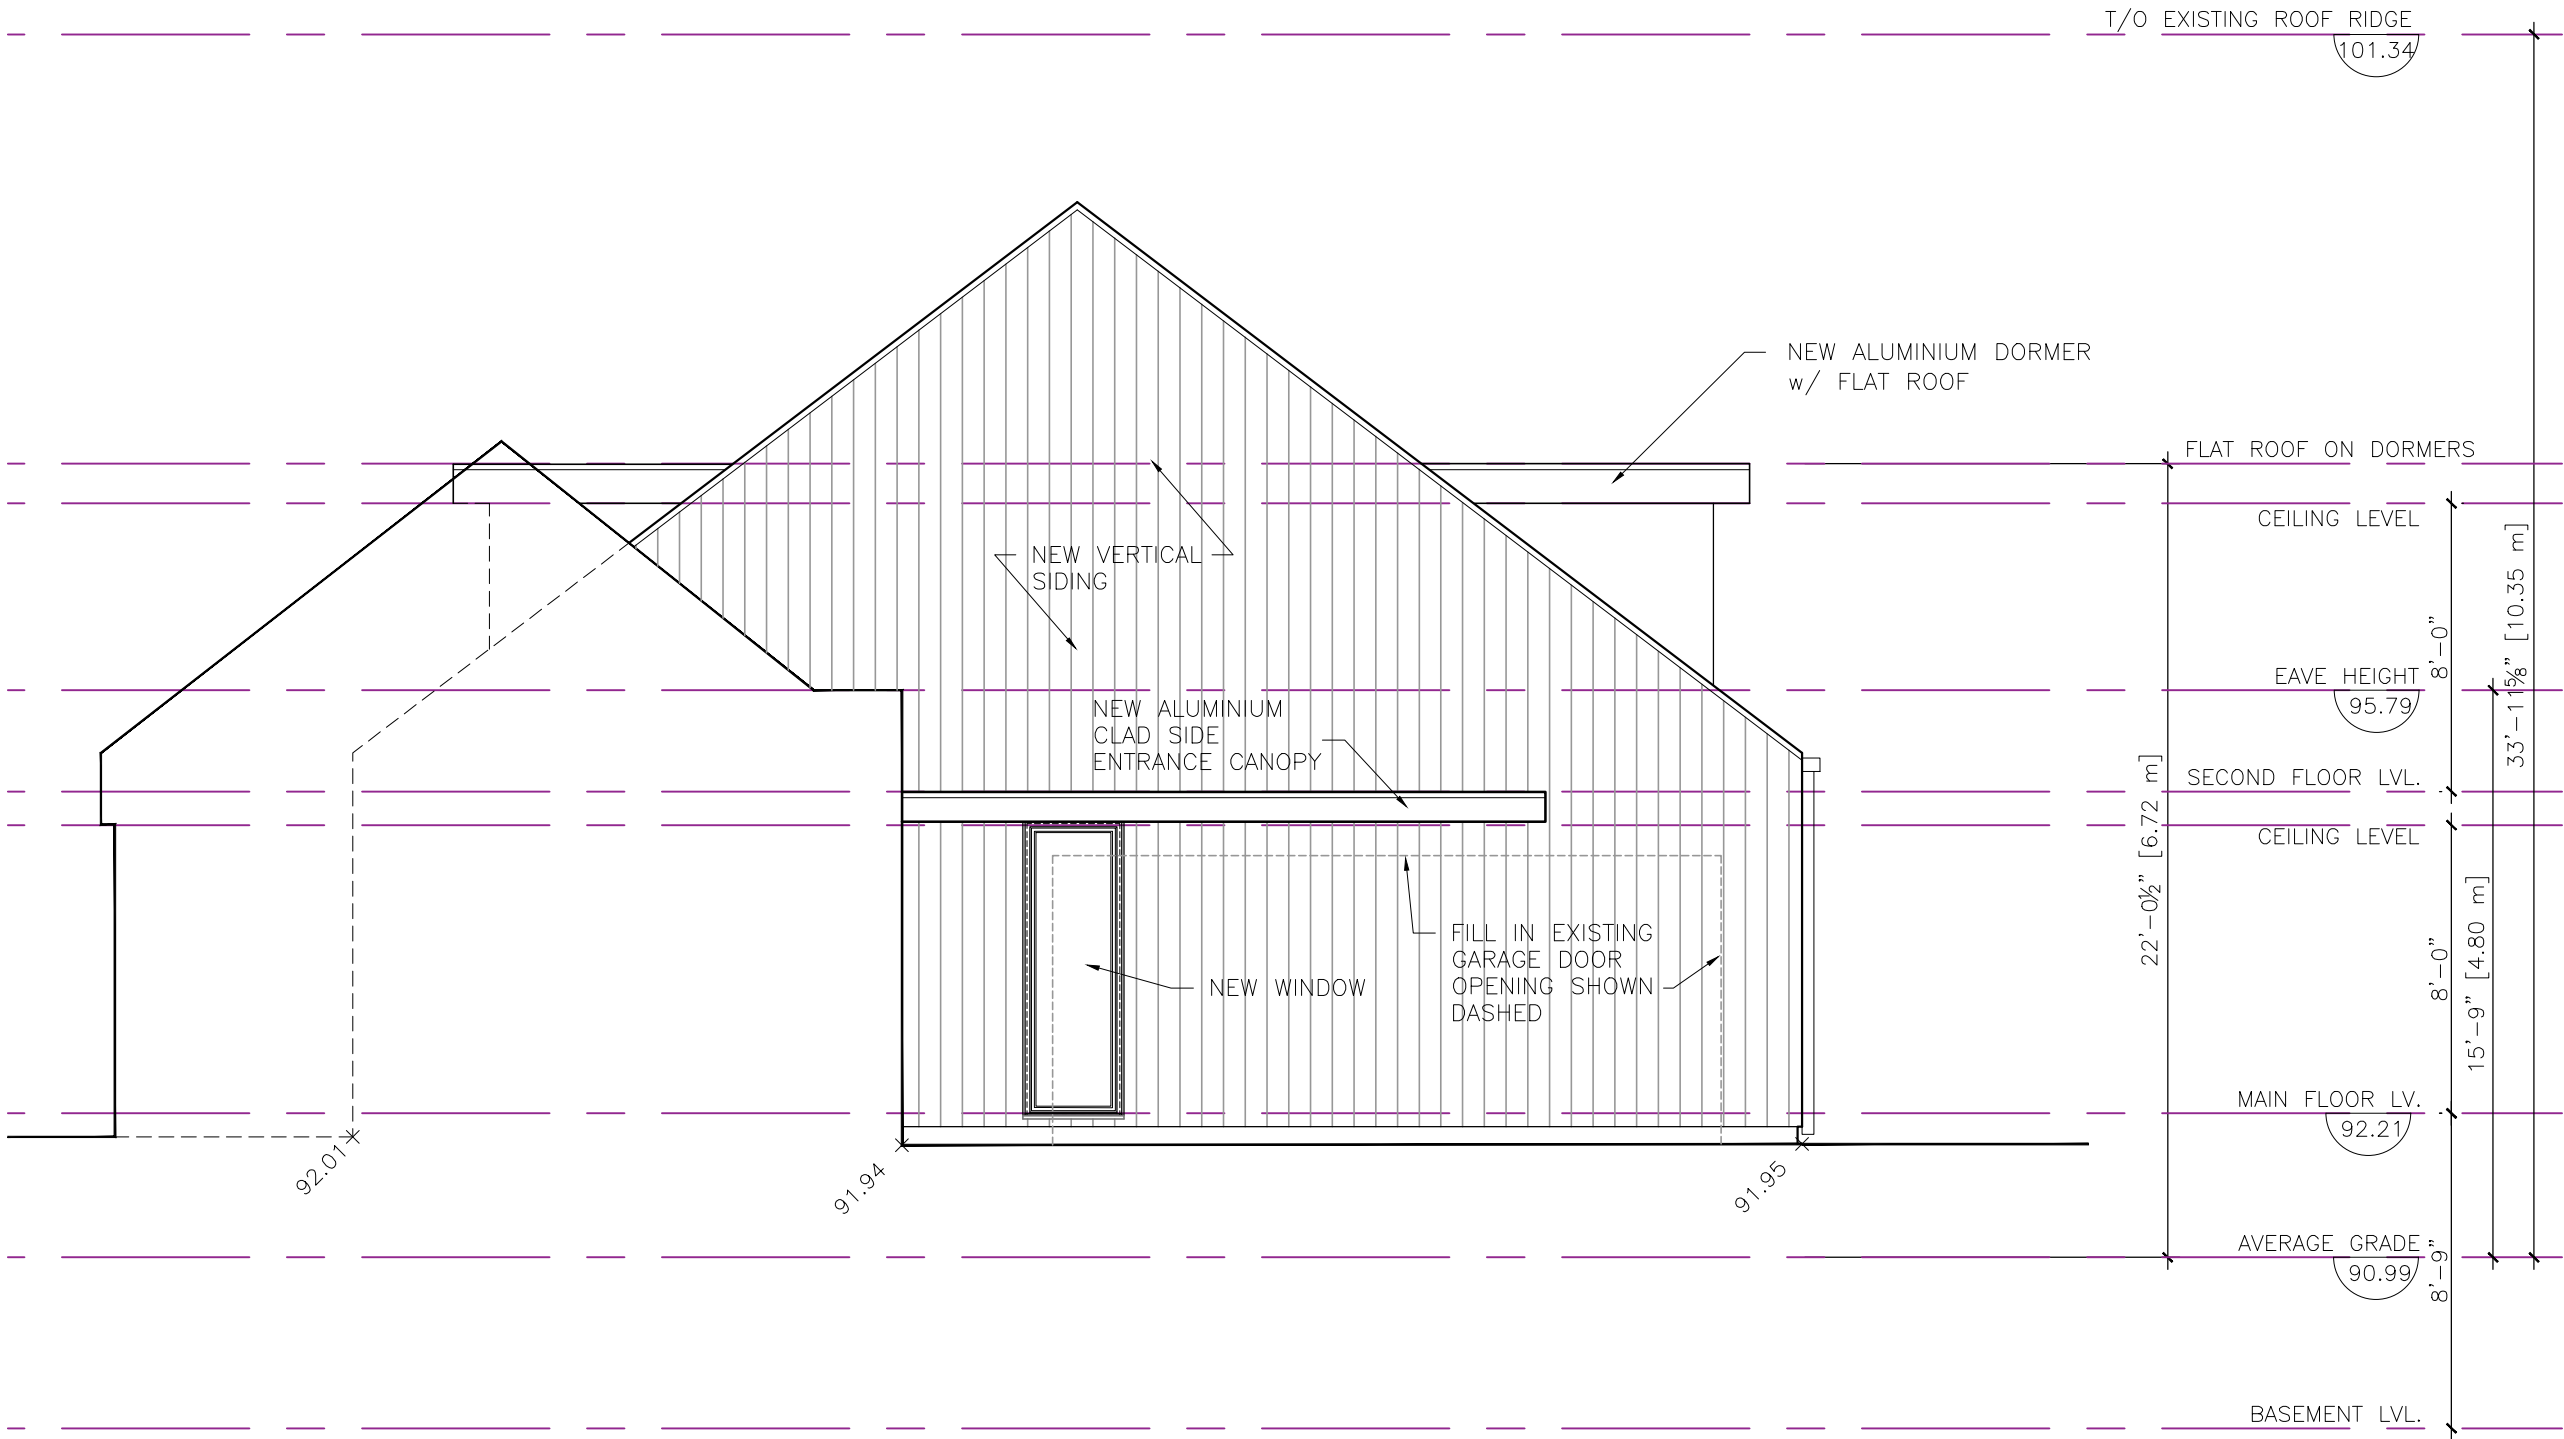 T/O EXISTING ROOF RIDGE
101.34
NEW ALUMINIUM DORMER
w/ FLAT ROOF
FLAT ROOF ON DORMERS
CEILING LEVEL
NEW VERTICAL
SIDING
8'-0"
33'-11⅝" [10.35 m]
EAVE HEIGHT
95.79
NEW ALUMINIUM
CLAD SIDE
ENTRANCE CANOPY
SECOND FLOOR LVL.
CEILING LEVEL
22'-0½" [6.72 m]
15'-9" [4.80 m]
8'-0"
FILL IN EXISTING
GARAGE DOOR
OPENING SHOWN
DASHED
NEW WINDOW
MAIN FLOOR LV.
92.21
92.01
91.94
91.95
AVERAGE GRADE
90.99
8'-9"
BASEMENT LVL.